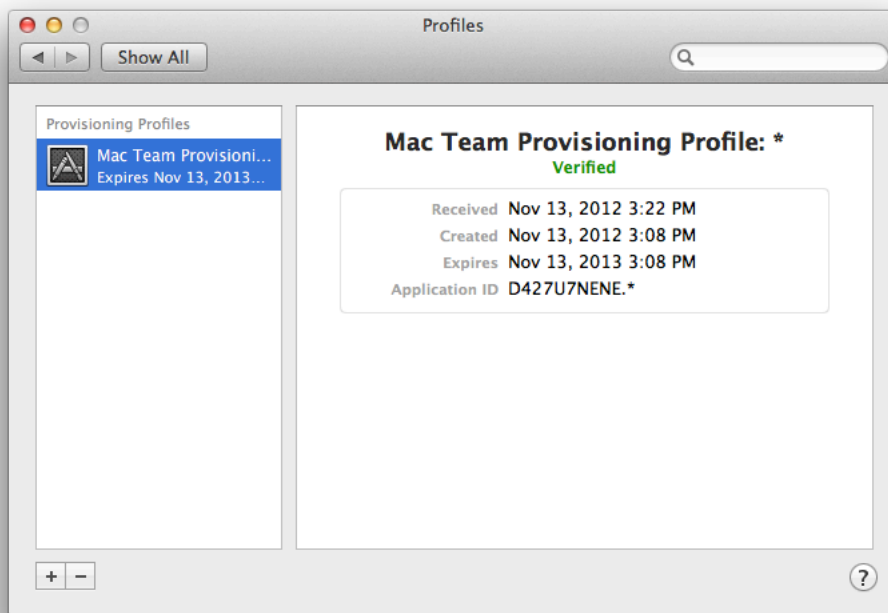 Profiles
Show All
Provisioning Profiles
Mac Team Provisioni...
Expires Nov 13, 2013...
Mac Team Provisioning Profile: *
Verified
Received Nov 13, 2012 3:22 PM
Created Nov 13, 2012 3:08 PM
Expires Nov 13, 2013 3:08 PM
Application ID D427U7NENE.*
+ −
?